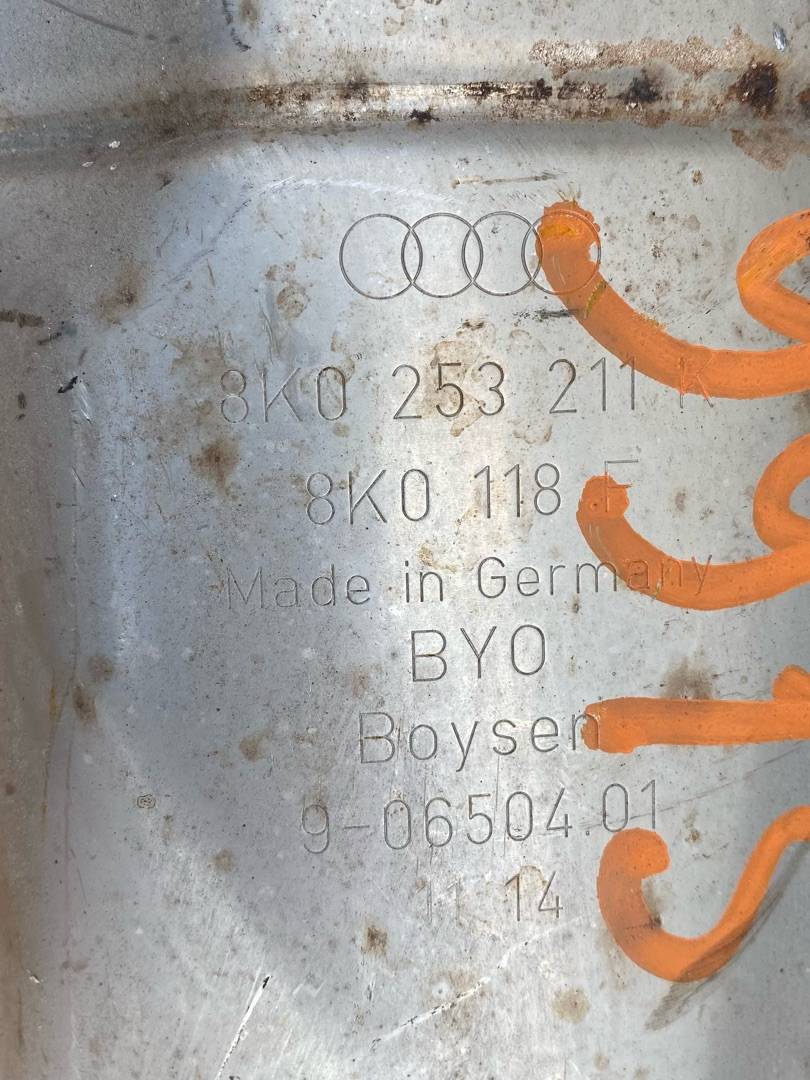 8K0 253 211 K
8K0 118 F
Made in Germany
BYO
Boysen
9-06504.01
11 14